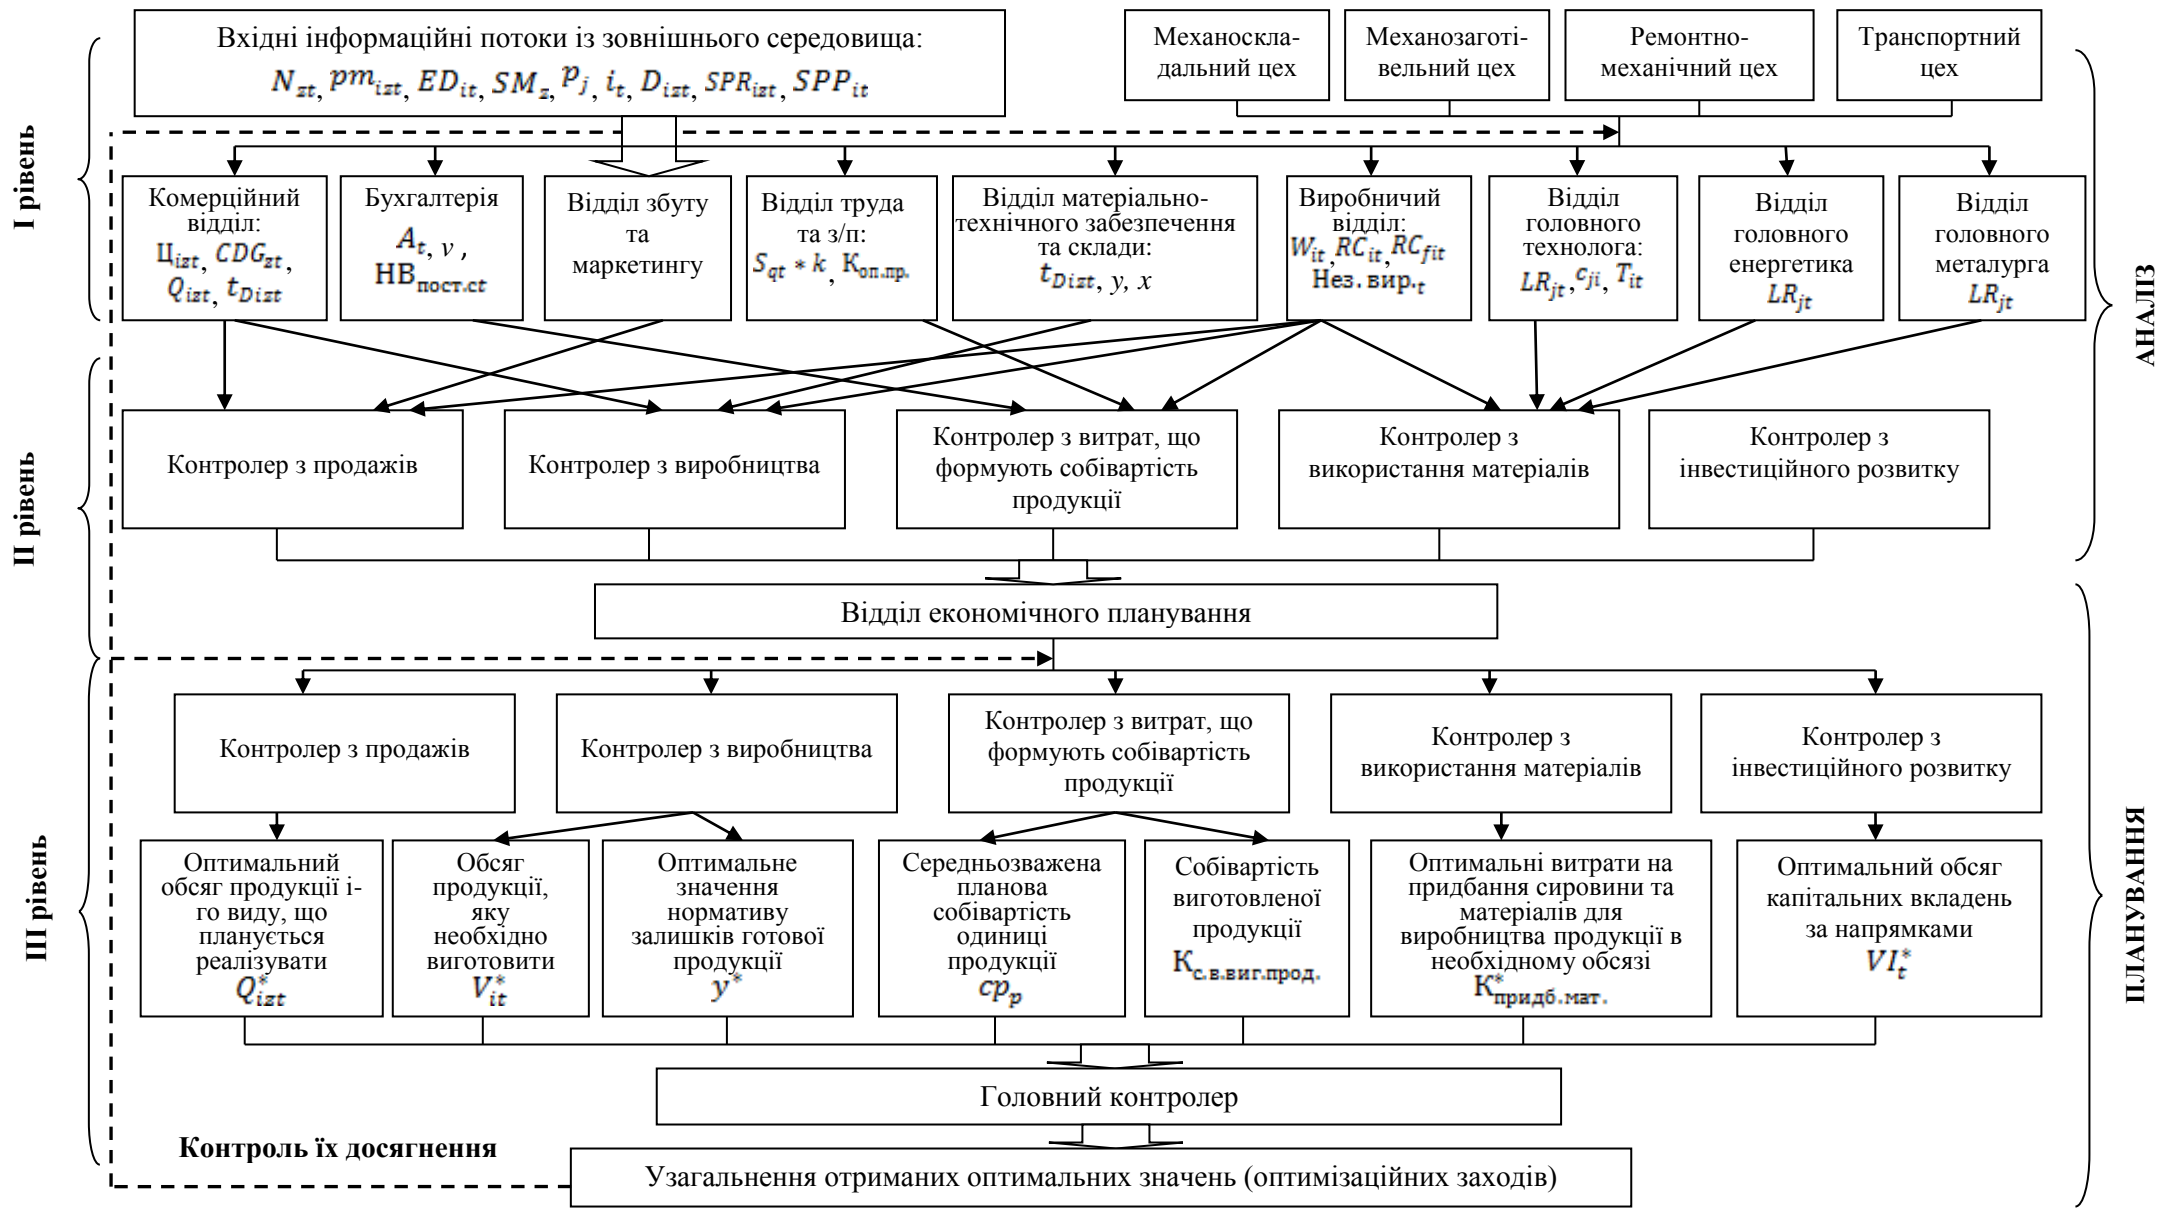 Вхідні інформаційні потоки із зовнішнього середовища:
N_zt, pm_izt, ED_it, SM_z, p_j, i_t, D_izt, SPR_izt, SPP_it
Механоскла-
дальний цех
Механозаготі-
вельний цех
Ремонтно-
механічний цех
Транспортний
цех
І рівень
Комерційний
відділ:
Ц_izt, CDG_zt,
Q_izt, t_Dizt
Бухгалтерія
A_t, v ,
НВ_пост.ct
Відділ збуту
та
маркетингу
Відділ труда
та з/п:
S_qt * k, К_оп.пр.
Відділ матеріально-
технічного забезпечення
та склади:
t_Dizt, y, x
Виробничий
відділ:
W_it, RC_it, RC_fit
Нез. вир._t
Відділ
головного
технолога:
LR_jt, c_ji, T_it
Відділ
головного
енергетика
LR_jt
Відділ
головного
металурга
LR_jt
АНАЛІЗ
ІІ рівень
Контролер з продажів
Контролер з виробництва
Контролер з витрат, що
формують собівартість
продукції
Контролер з
використання матеріалів
Контролер з
інвестиційного розвитку
Відділ економічного планування
ІІІ рівень
Контролер з продажів
Контролер з виробництва
Контролер з витрат, що
формують собівартість
продукції
Контролер з
використання матеріалів
Контролер з
інвестиційного розвитку
ПЛАНУВАННЯ
Оптимальний
обсяг продукції і-
го виду, що
планується
реалізувати
Q*_izt
Обсяг
продукції,
яку
необхідно
виготовити
V*_it
Оптимальне
значення
нормативу
залишків готової
продукції
y*
Середньозважена
планова
собівартість
одиниці
продукції
cp_p
Собівартість
виготовленої
продукції
К_с.в.виг.прод.
Оптимальні витрати на
придбання сировини та
матеріалів для
виробництва продукції в
необхідному обсязі
К*_придб.мат.
Оптимальний обсяг
капітальних вкладень
за напрямками
VI*_t
Головний контролер
Контроль їх досягнення
Узагальнення отриманих оптимальних значень (оптимізаційних заходів)